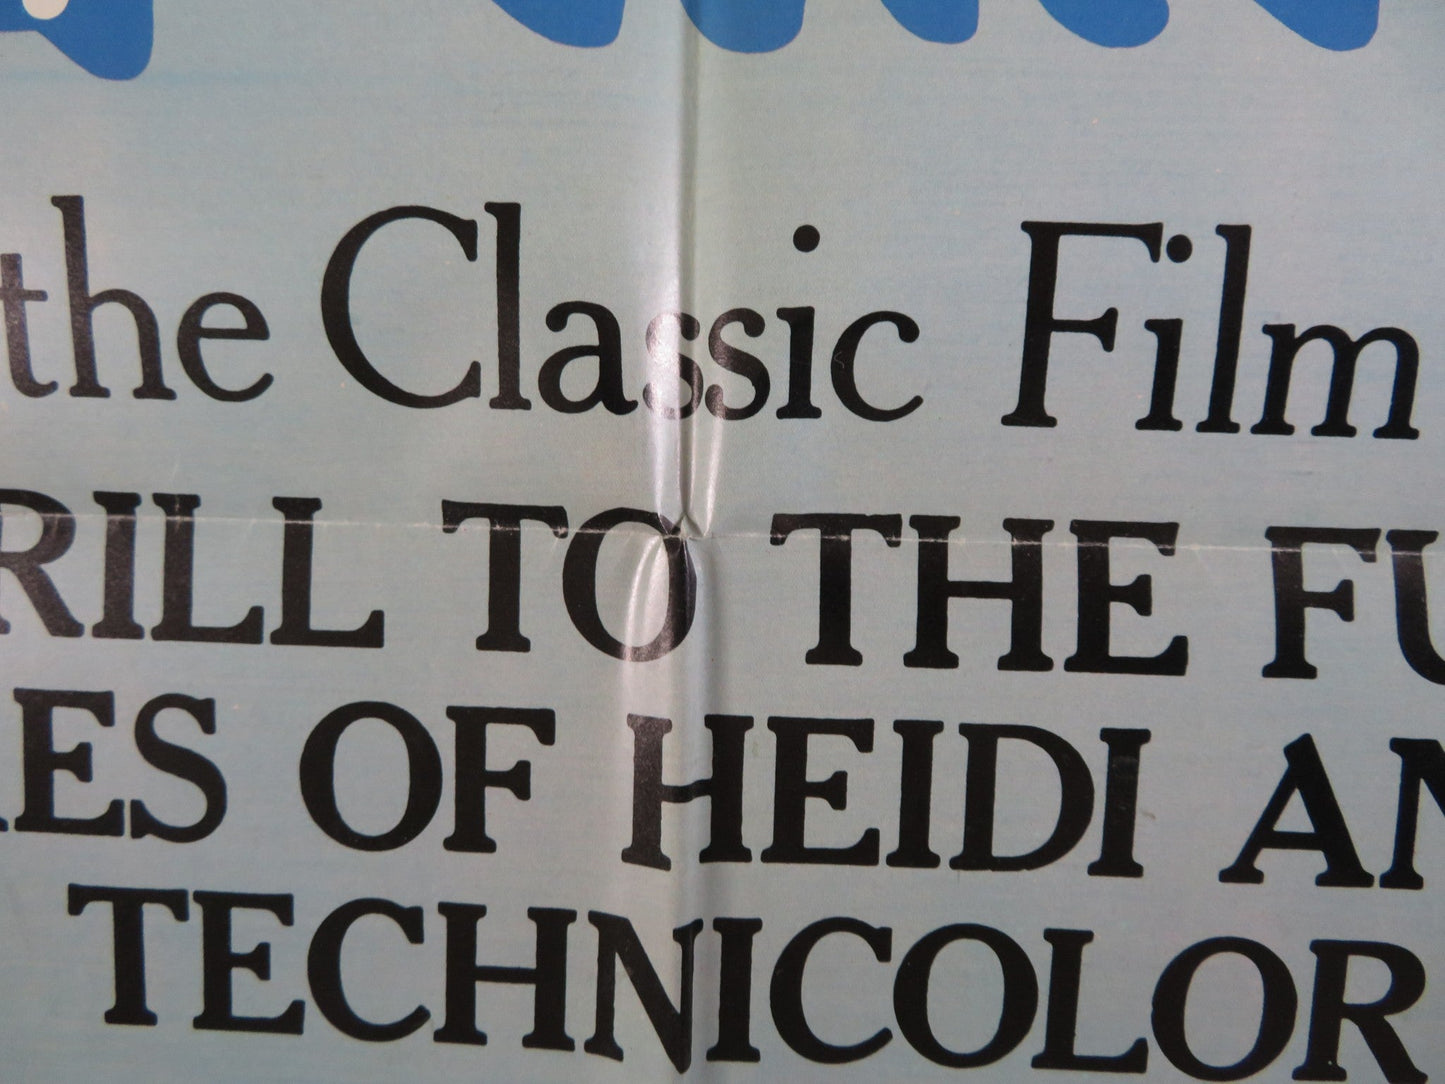 the Classic Film
RILL TO THE FU
ES OF HEIDI AN
TECHNICOLOR